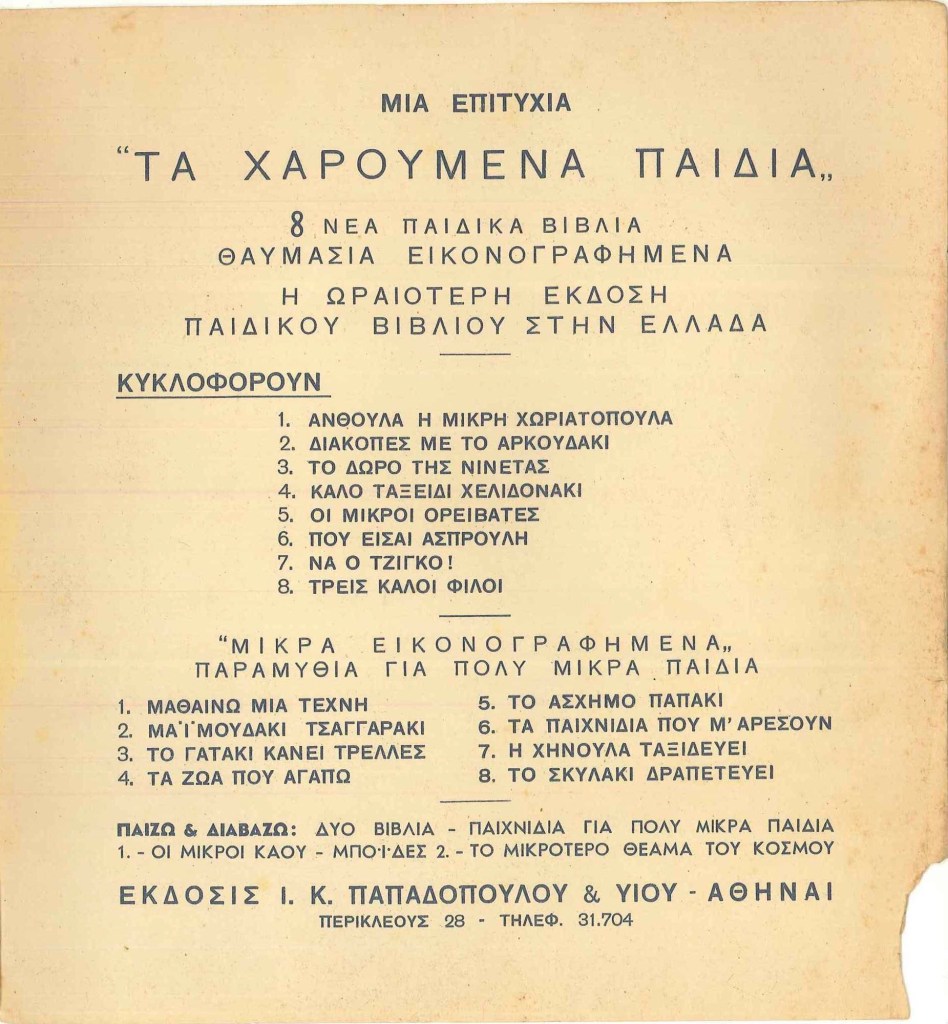 ΜΙΑ ΕΠΙΤΥΧΙΑ
“ΤΑ ΧΑΡΟΥΜΕΝΑ ΠΑΙΔΙΑ„
8 ΝΕΑ ΠΑΙΔΙΚΑ ΒΙΒΛΙΑ
ΘΑΥΜΑΣΙΑ ΕΙΚΟΝΟΓΡΑΦΗΜΕΝΑ
Η ΩΡΑΙΟΤΕΡΗ ΕΚΔΟΣΗ
ΠΑΙΔΙΚΟΥ ΒΙΒΛΙΟΥ ΣΤΗΝ ΕΛΛΑΔΑ
ΚΥΚΛΟΦΟΡΟΥΝ
1. ΑΝΘΟΥΛΑ Η ΜΙΚΡΗ ΧΩΡΙΑΤΟΠΟΥΛΑ
2. ΔΙΑΚΟΠΕΣ ΜΕ ΤΟ ΑΡΚΟΥΔΑΚΙ
3. ΤΟ ΔΩΡΟ ΤΗΣ ΝΙΝΕΤΑΣ
4. ΚΑΛΟ ΤΑΞΕΙΔΙ ΧΕΛΙΔΟΝΑΚΙ
5. ΟΙ ΜΙΚΡΟΙ ΟΡΕΙΒΑΤΕΣ
6. ΠΟΥ ΕΙΣΑΙ ΑΣΠΡΟΥΛΗ
7. ΝΑ Ο ΤΖΙΓΚΟ!
8. ΤΡΕΙΣ ΚΑΛΟΙ ΦΙΛΟΙ
“ΜΙΚΡΑ ΕΙΚΟΝΟΓΡΑΦΗΜΕΝΑ„
ΠΑΡΑΜΥΘΙΑ ΓΙΑ ΠΟΛΥ ΜΙΚΡΑ ΠΑΙΔΙΑ
1. ΜΑΘΑΙΝΩ ΜΙΑ ΤΕΧΝΗ
2. ΜΑΪΜΟΥΔΑΚΙ ΤΣΑΓΓΑΡΑΚΙ
3. ΤΟ ΓΑΤΑΚΙ ΚΑΝΕΙ ΤΡΕΛΛΕΣ
4. ΤΑ ΖΩΑ ΠΟΥ ΑΓΑΠΩ
5. ΤΟ ΑΣΧΗΜΟ ΠΑΠΑΚΙ
6. ΤΑ ΠΑΙΧΝΙΔΙΑ ΠΟΥ Μ' ΑΡΕΣΟΥΝ
7. Η ΧΗΝΟΥΛΑ ΤΑΞΙΔΕΥΕΙ
8. ΤΟ ΣΚΥΛΑΚΙ ΔΡΑΠΕΤΕΥΕΙ
ΠΑΙΖΩ & ΔΙΑΒΑΖΩ: ΔΥΟ ΒΙΒΛΙΑ - ΠΑΙΧΝΙΔΙΑ ΓΙΑ ΠΟΛΥ ΜΙΚΡΑ ΠΑΙΔΙΑ
1. - ΟΙ ΜΙΚΡΟΙ ΚΑΟΥ - ΜΠΟΪΔΕΣ 2. - ΤΟ ΜΙΚΡΟΤΕΡΟ ΘΕΑΜΑ ΤΟΥ ΚΟΣΜΟΥ
ΕΚΔΟΣΙΣ Ι. Κ. ΠΑΠΑΔΟΠΟΥΛΟΥ & ΥΙΟΥ - ΑΘΗΝΑΙ
ΠΕΡΙΚΛΕΟΥΣ 28 - ΤΗΛΕΦ. 31.704